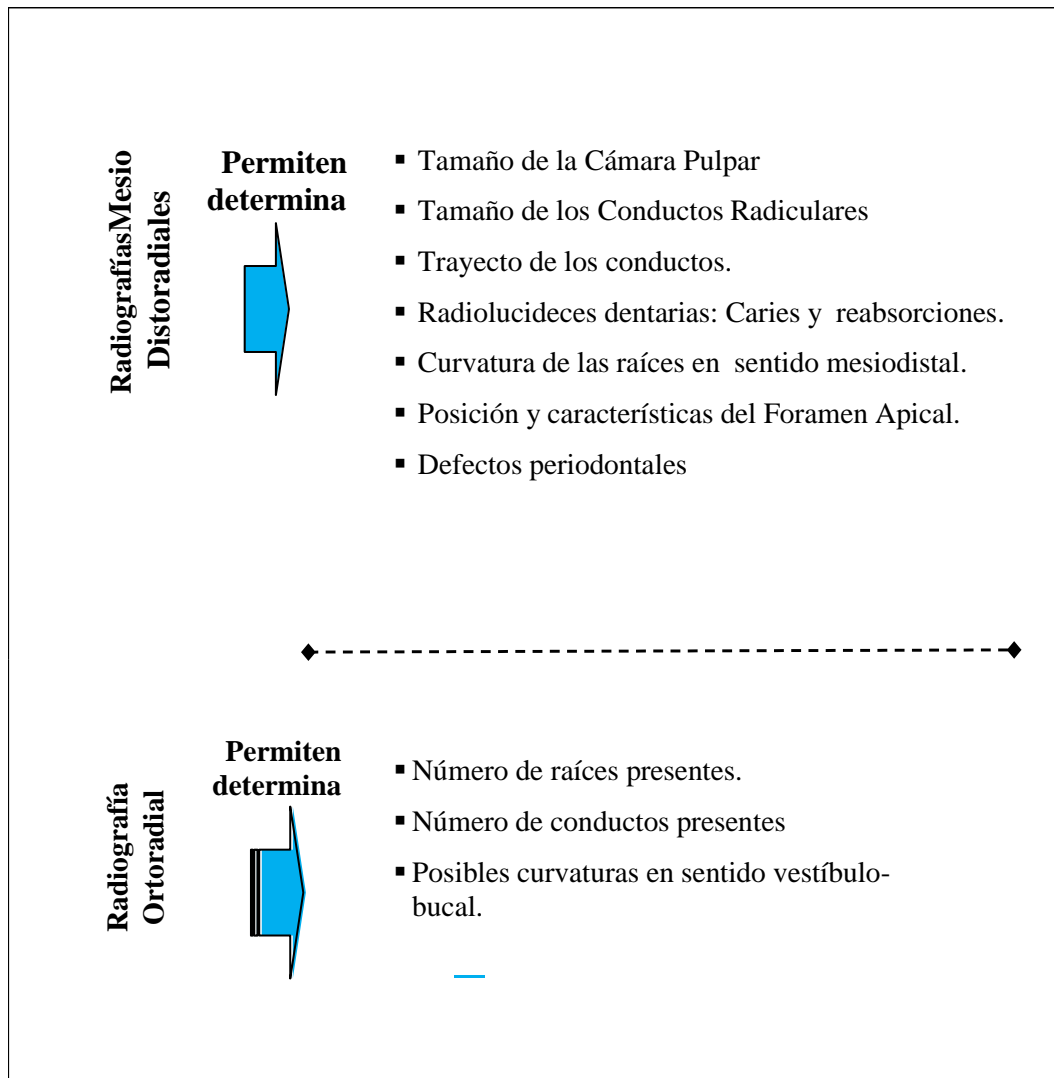 RadiografíasMesio
Distoradiales
Permiten
determina
▪ Tamaño de la Cámara Pulpar
▪ Tamaño de los Conductos Radiculares
▪ Trayecto de los conductos.
▪ Radiolucideces dentarias: Caries y reabsorciones.
▪ Curvatura de las raíces en sentido mesiodistal.
▪ Posición y características del Foramen Apical.
▪ Defectos periodontales
Radiografía
Ortoradial
Permiten
determina
▪ Número de raíces presentes.
▪ Número de conductos presentes
▪ Posibles curvaturas en sentido vestíbulo-
bucal.